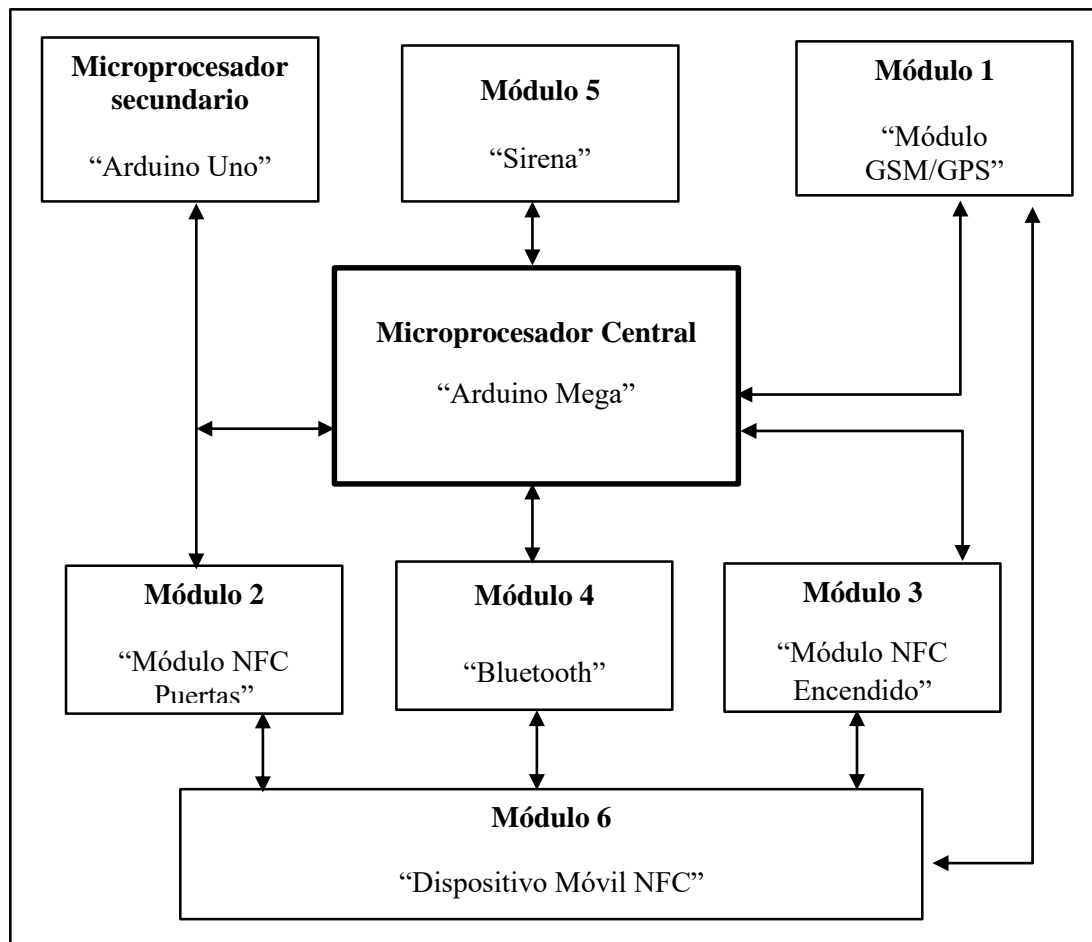 Microprocesador
secundario
“Arduino Uno”
Módulo 5
“Sirena”
Módulo 1
“Módulo
GSM/GPS”
Microprocesador Central
“Arduino Mega”
Módulo 2
“Módulo NFC
Puertas”
Módulo 4
“Bluetooth”
Módulo 3
“Módulo NFC
Encendido”
Módulo 6
“Dispositivo Móvil NFC”